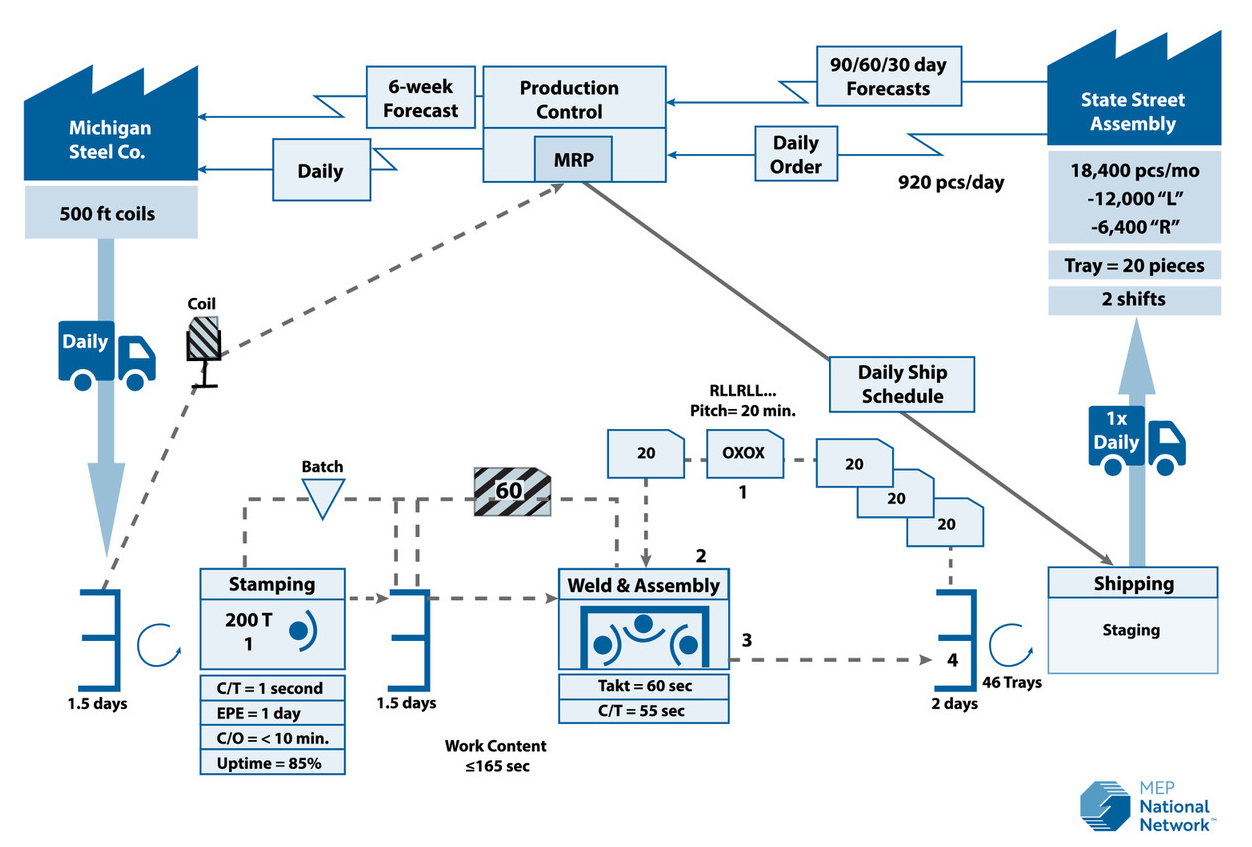 Michigan
Steel Co.
500 ft coils
6-week
Forecast
Daily
Production
Control
MRP
90/60/30 day
Forecasts
Daily
Order
920 pcs/day
State Street
Assembly
18,400 pcs/mo
-12,000 “L”
-6,400 “R”
Tray = 20 pieces
2 shifts
Coil
Daily
Daily Ship
Schedule
RLLRLL...
Pitch= 20 min.
1x
Daily
20
OXOX
1
20
20
20
Batch
60
Stamping
200 T
1
C/T = 1 second
EPE = 1 day
C/O = < 10 min.
Uptime = 85%
1.5 days
1.5 days
2
Weld & Assembly
3
Takt = 60 sec
C/T = 55 sec
Work Content
≤165 sec
4
2 days
46 Trays
Shipping
Staging
MEP
National
Network™